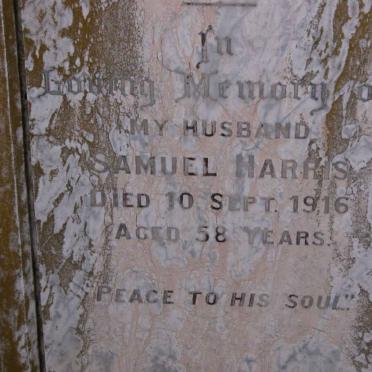 In
Loving Memory o
MY HUSBAND
SAMUEL HARRIS
DIED 10 SEPT. 1916
AGED 58 YEARS.
"PEACE TO HIS SOUL."